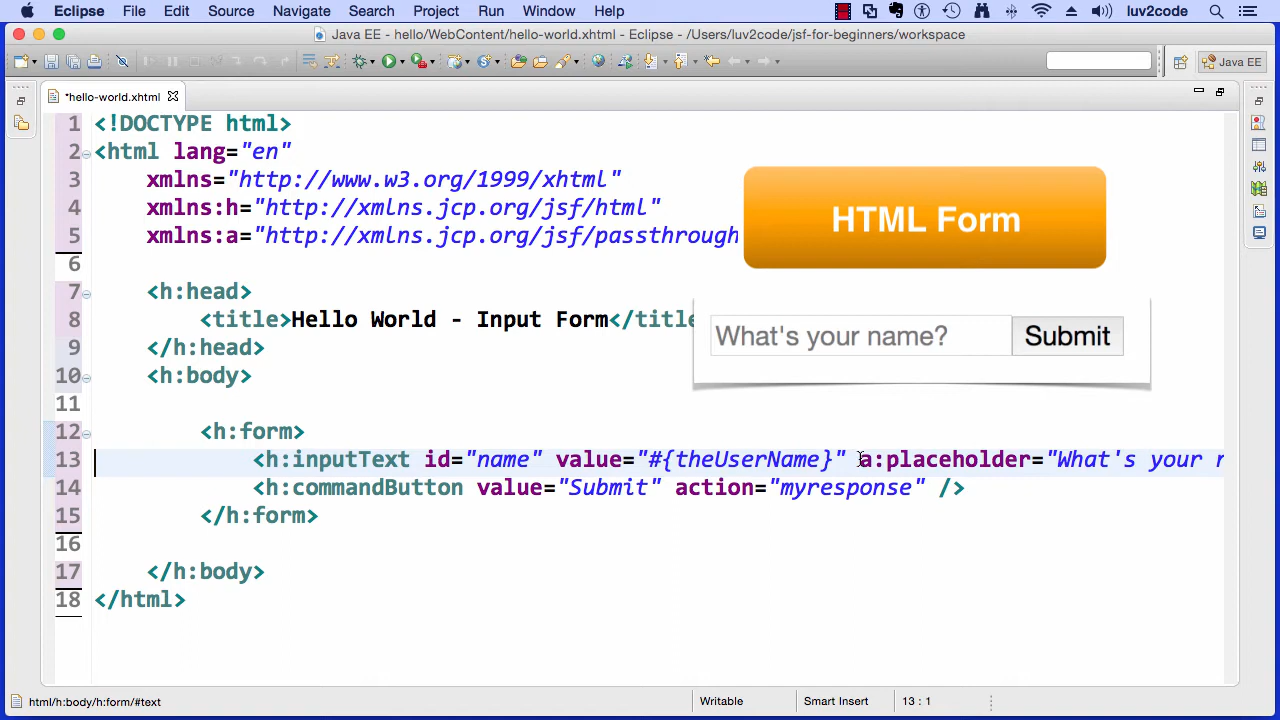 Eclipse File Edit Source Navigate Search Project Run Window Help luv2code
Java EE - hello/WebContent/hello-world.xhtml - Eclipse - /Users/luv2code/jsf-for-beginners/workspace
Java EE
*hello-world.xhtml
1 <!DOCTYPE html>
2 <html lang="en"
3 xmlns="http://www.w3.org/1999/xhtml"
4 xmlns:h="http://xmlns.jcp.org/jsf/html"
5 xmlns:a="http://xmlns.jcp.org/jsf/passthrough
6
7 <h:head>
8 <title>Hello World - Input Form</title
9 </h:head>
10 <h:body>
11
12 <h:form>
13 <h:inputText id="name" value="#{theUserName}" a:placeholder="What's your
14 <h:commandButton value="Submit" action="myresponse" />
15 </h:form>
16
17 </h:body>
18 </html>
HTML Form
What's your name? Submit
html/h:body/h:form/#text Writable Smart Insert 13 : 1